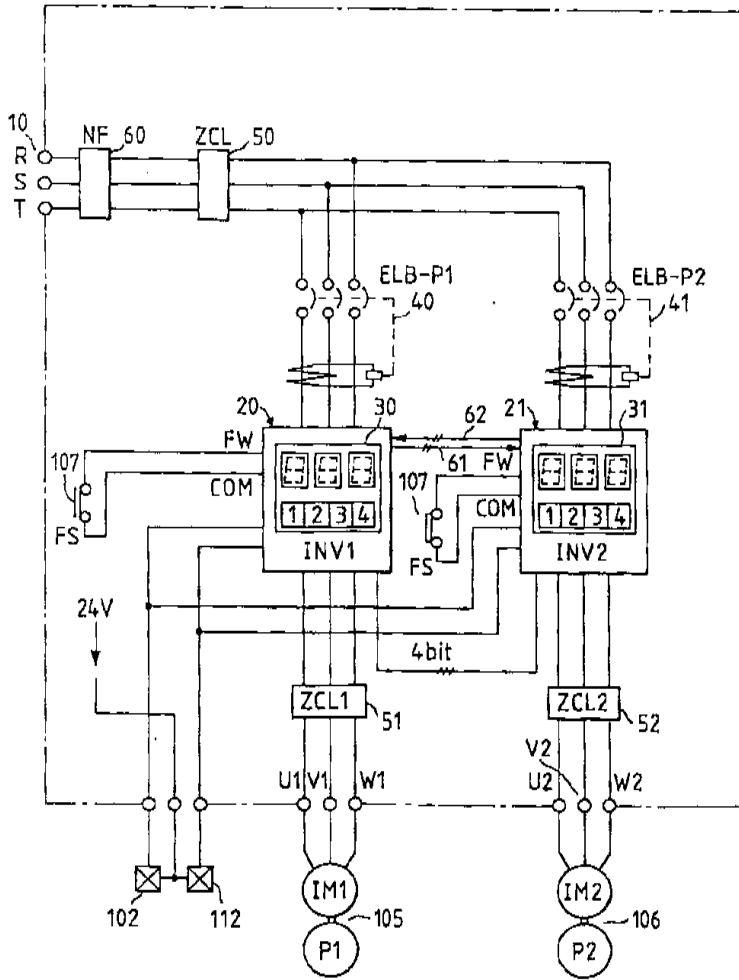 10
NF
60
ZCL
50
R
S
T
ELB-P1
40
ELB-P2
41
20
30
62
21
31
FW
61
FW
107
COM
107
COM
1 2 3 4
1 2 3 4
FS
INV1
FS
INV2
24V
4bit
ZCL1
51
ZCL2
52
V2
U1 V1 W1
U2 W2
102
112
IM1
105
P1
IM2
106
P2